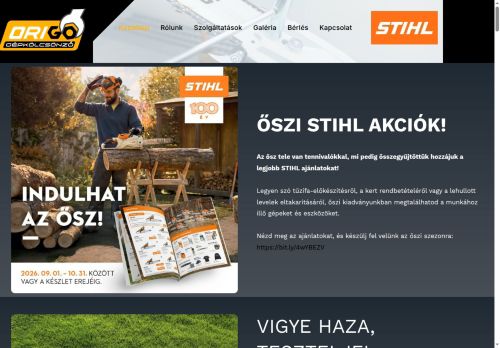 ORIGO
GÉPKÖLCSÖNZŐ
Kezdőlap Rólunk Szolgáltatások Galéria Bérlés Kapcsolat
STIHL
STIHL
100
ÉV
INDULHAT
AZ ŐSZ!
2026. 09. 01. - 10. 31. KÖZÖTT
VAGY A KÉSZLET EREJÉIG.
ŐSZI STIHL AKCIÓK!
Az ősz tele van tennivalókkal, mi pedig összegyűjtöttük hozzájuk a
legjobb STIHL ajánlatokat!
Legyen szó tűzifa-előkészítésről, a kert rendbetételéről vagy a lehullott
levelek eltakarításáról, őszi kiadványunkban megtalálhatod a munkához
illő gépeket és eszközöket.
Nézd meg az ajánlatokat, és készülj fel velünk az őszi szezonra:
https://bit.ly/4wYBEZV
VIGYE HAZA,
TESZTELJE!